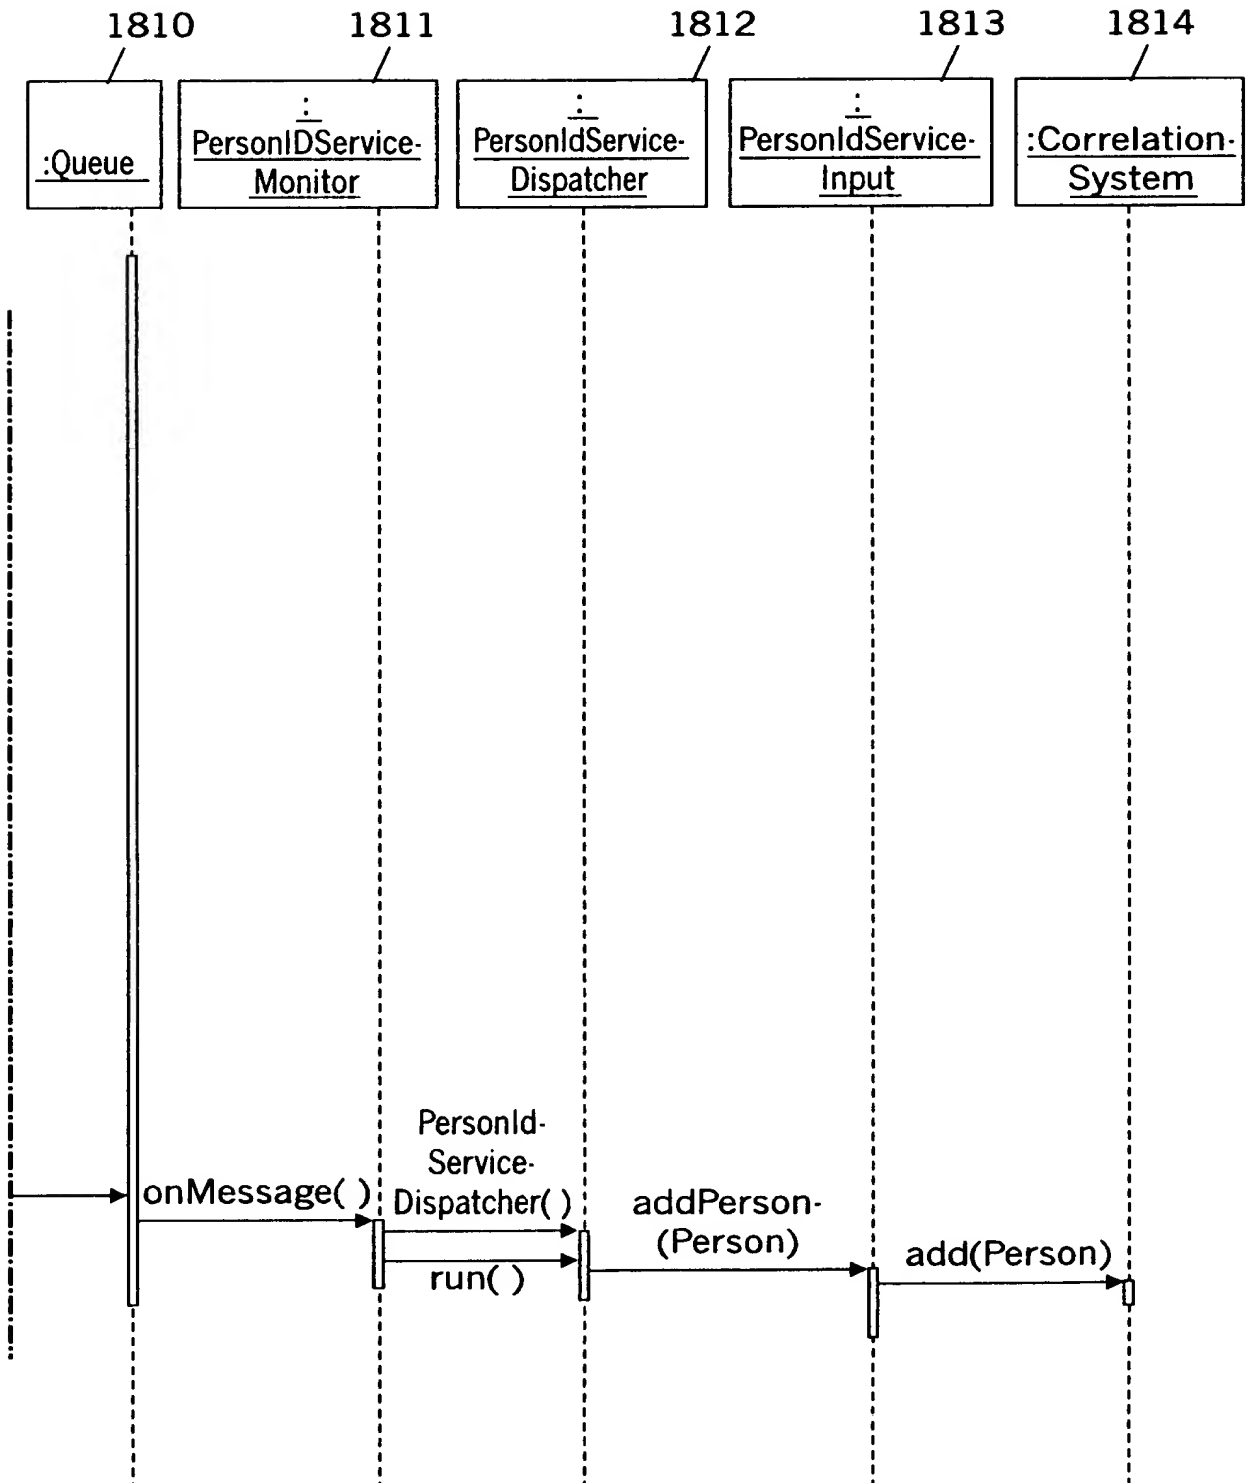 1810
1811
1812
1813
1814
:Queue
:
PersonIDService-
Monitor
:
PersonIdService-
Dispatcher
:
PersonIdService-
Input
:Correlation-
System
onMessage( )
PersonId-
Service-
Dispatcher( )
run( )
addPerson-
(Person)
add(Person)